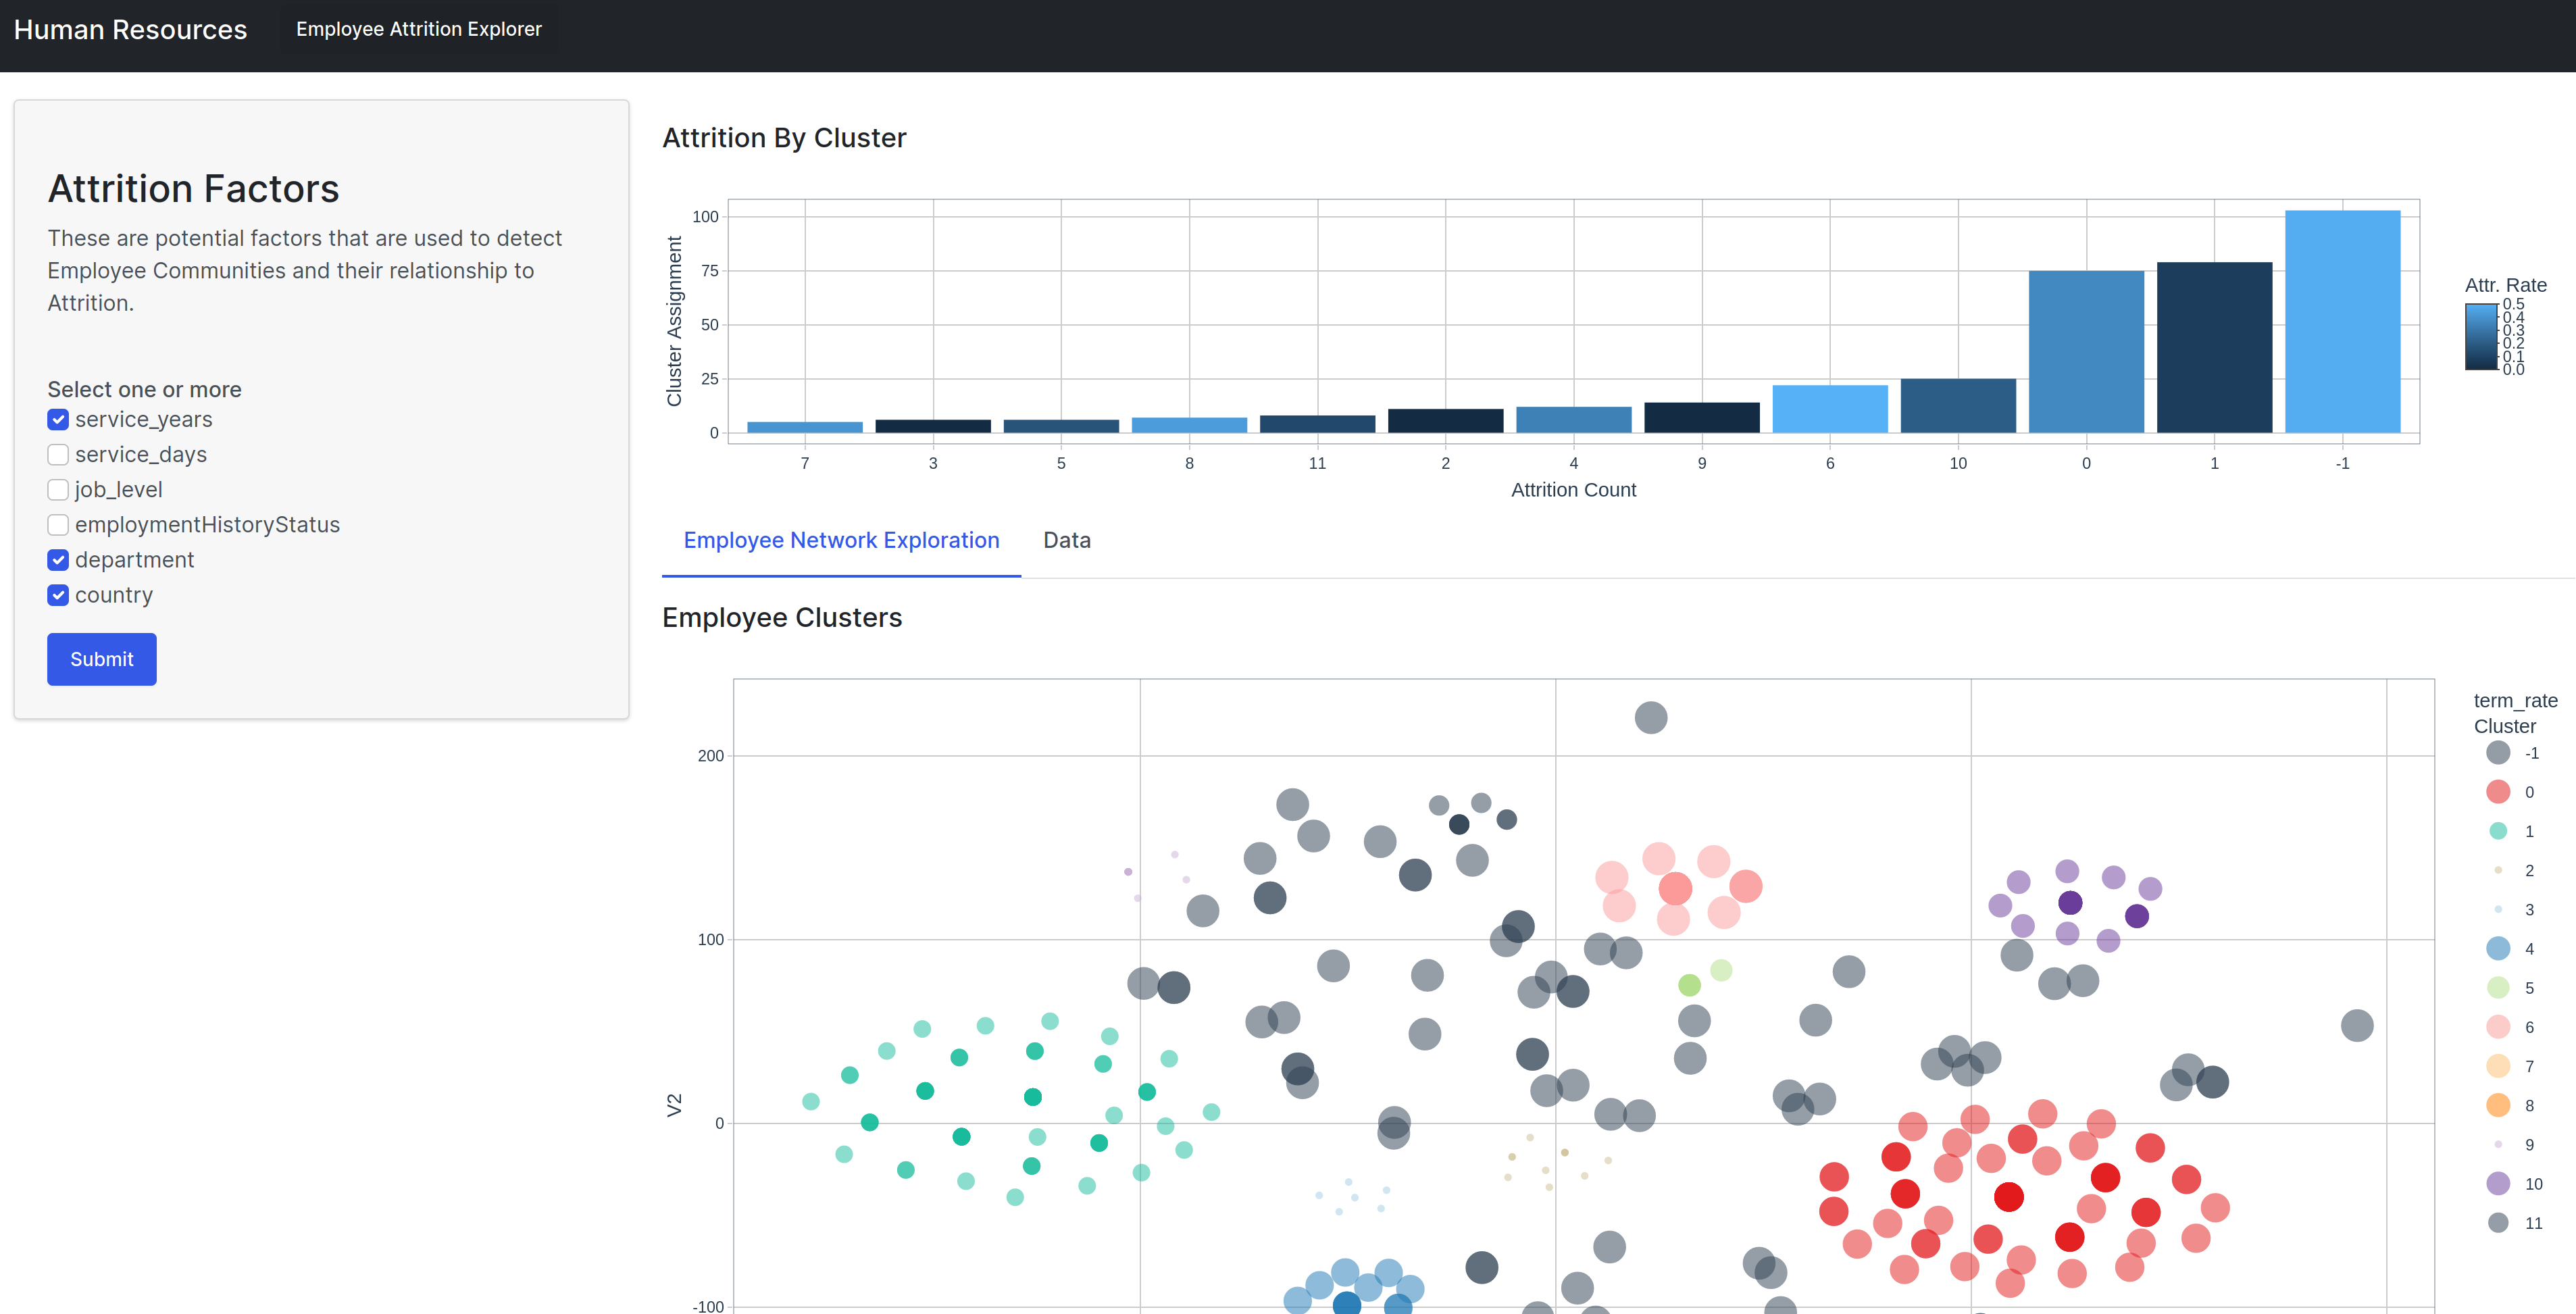 Human Resources
Employee Attrition Explorer
Attrition Factors
These are potential factors that are used to detect
Employee Communities and their relationship to
Attrition.
Select one or more
service_years
service_days
job_level
employmentHistoryStatus
department
country
Submit
Attrition By Cluster
Cluster Assignment
100
75
50
25
0
7 3 5 8 11 2 4 9 6 10 0 1 -1
Attrition Count
Attr. Rate
0.5
0.4
0.3
0.2
0.1
0.0
Employee Network Exploration
Data
Employee Clusters
V2
200
100
0
-100
term_rate
Cluster
-1
0
1
2
3
4
5
6
7
8
9
10
11